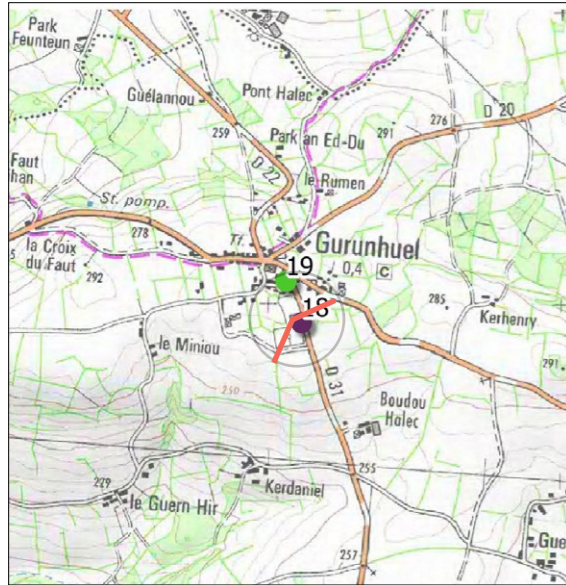 Park
Feunteun
Guélannou
Pont Halec
259
D 22
276
D 20
291
Park an Ed-Du
Faut
han
le Rumen
St. pomp.
278
Tf.
Gurunhuel
la Croix
du Faut
292
19
0,4
C
18
285
Kerhenry
le Miniou
291
250
D 31
Boudou
Halec
229
255
Kerdaniel
le Guern Hir
Gue
257